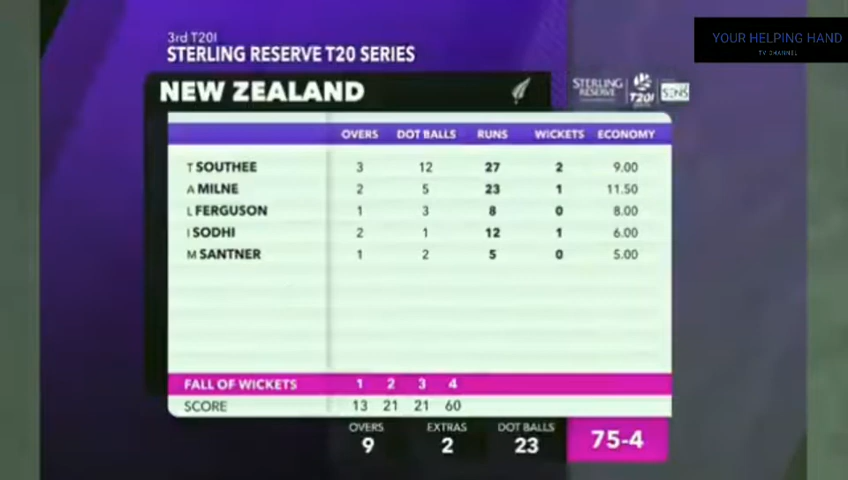 3rd T20I
STERLING RESERVE T20 SERIES
YOUR HELPING HAND
TV CHANNEL
NEW ZEALAND
STERLING
RESERVE
T20I
SENS
OVERS DOT BALLS RUNS WICKETS ECONOMY
T SOUTHEE 3 12 27 2 9.00
A MILNE 2 5 23 1 11.50
L FERGUSON 1 3 8 0 8.00
I SODHI 2 1 12 1 6.00
M SANTNER 1 2 5 0 5.00
FALL OF WICKETS 1 2 3 4
SCORE 13 21 21 60
OVERS EXTRAS DOT BALLS
9 2 23 75-4